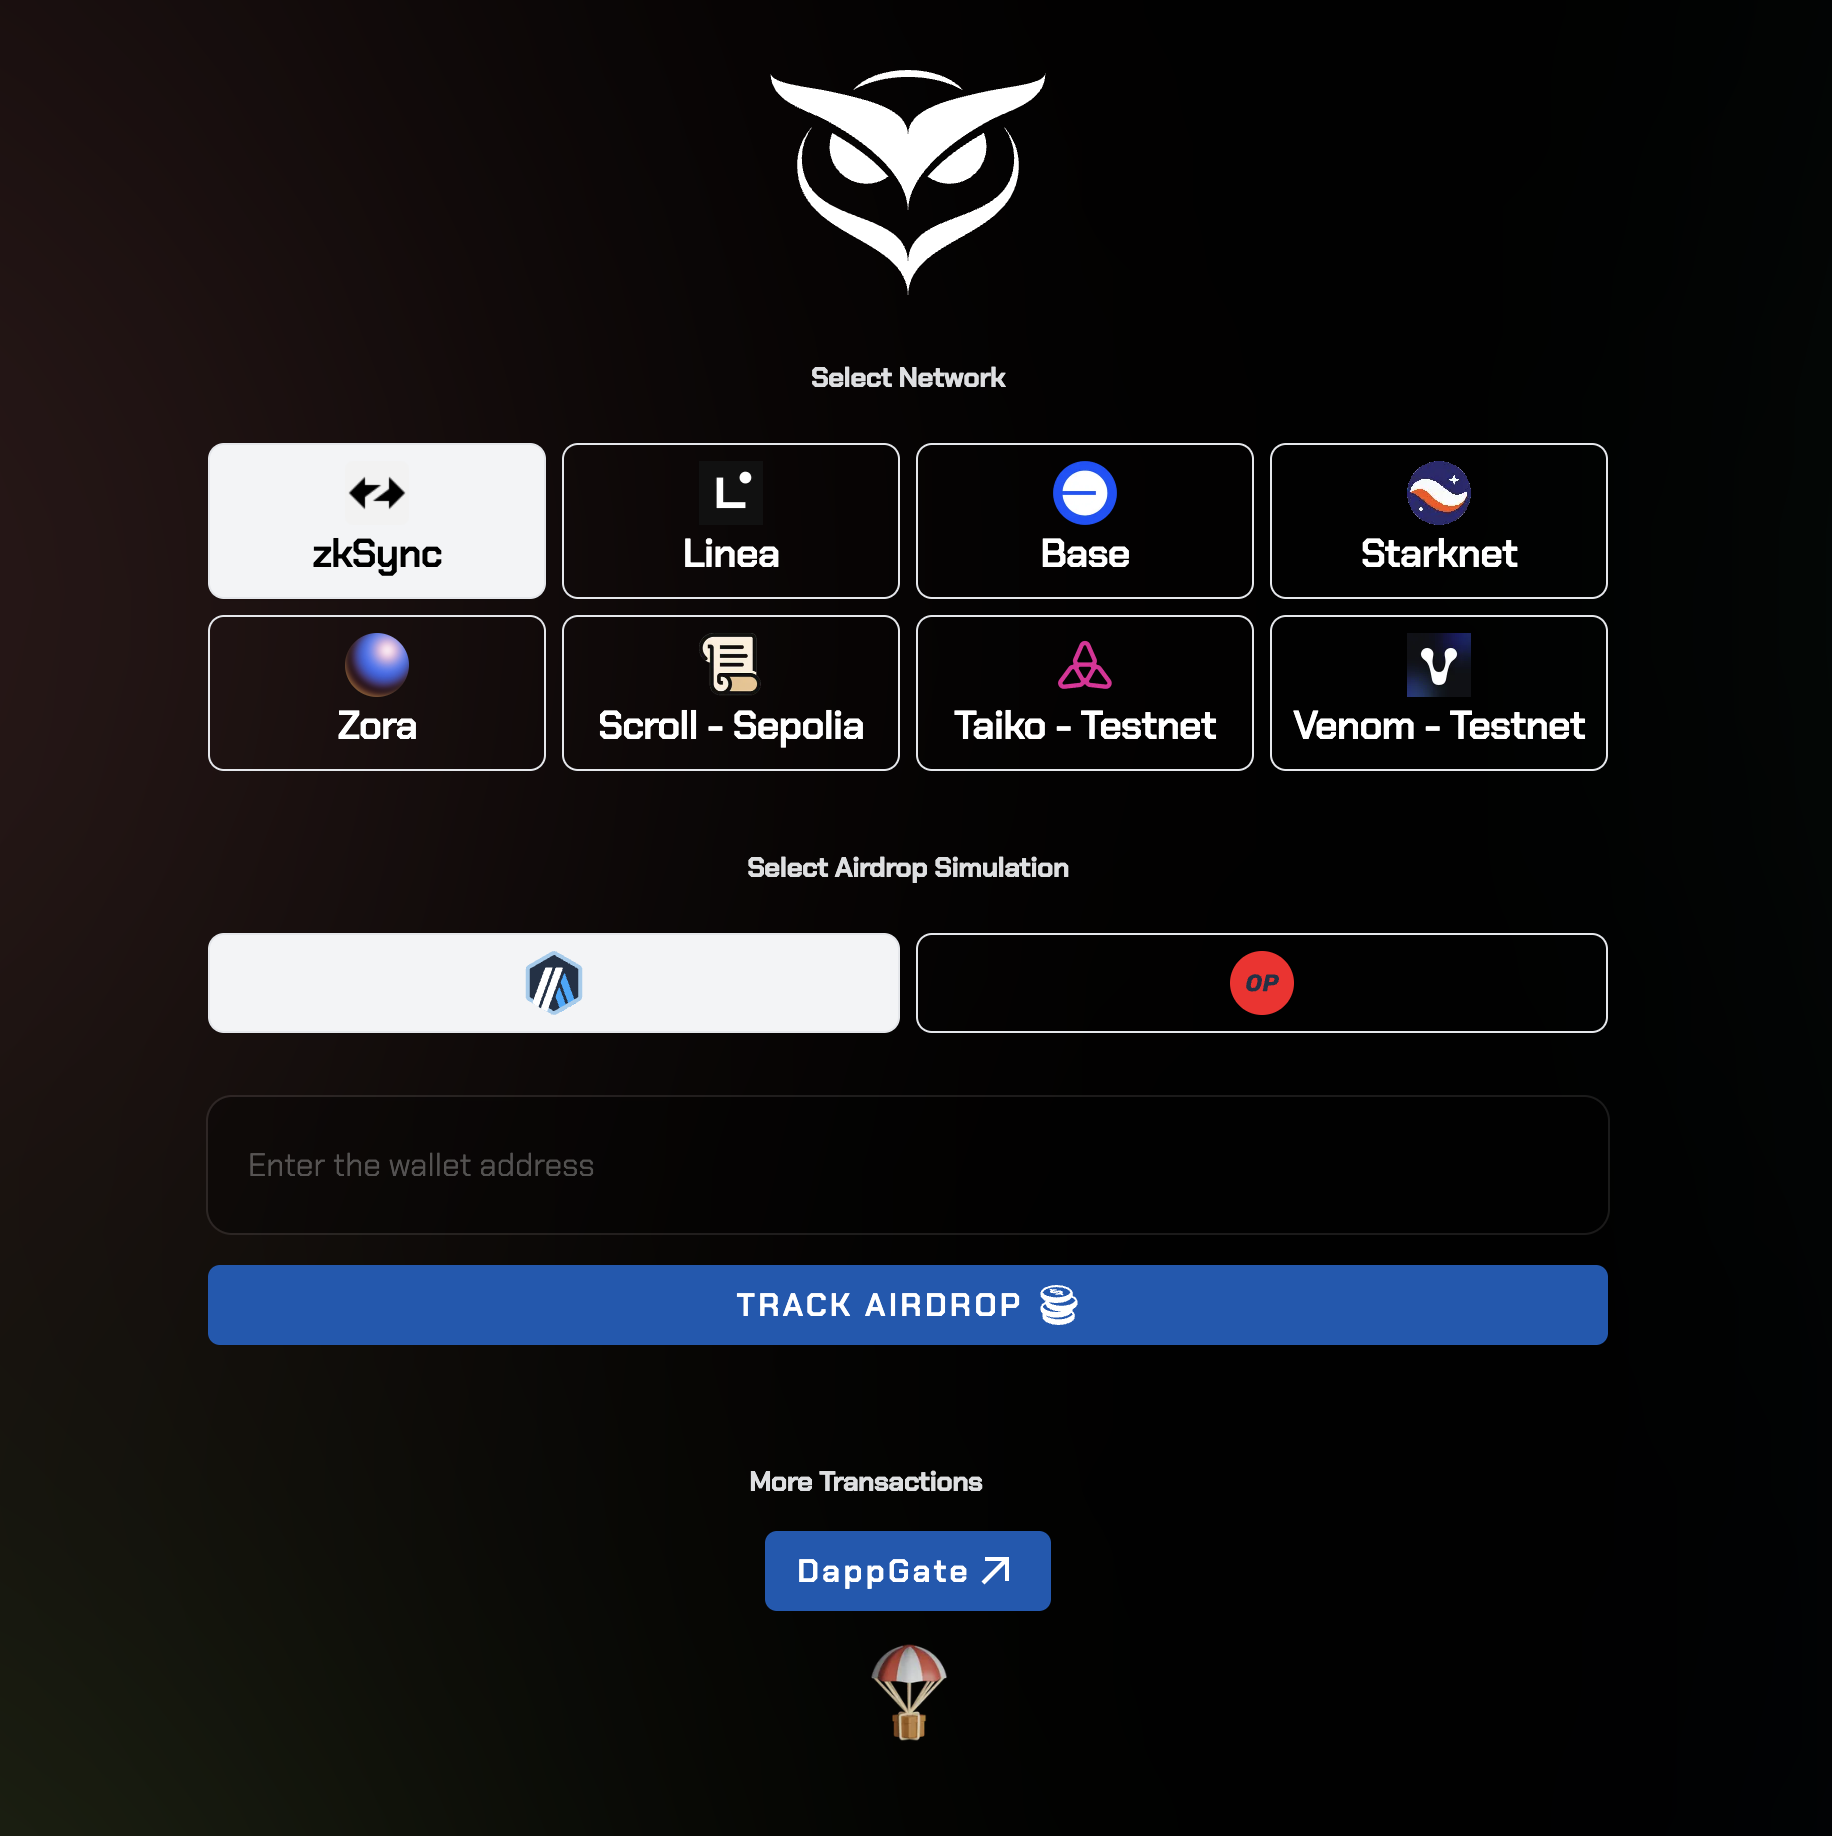 Select Network
zkSync
Linea
Base
Starknet
Zora
Scroll - Sepolia
Taiko - Testnet
Venom - Testnet
Select Airdrop Simulation
OP
Enter the wallet address
TRACK AIRDROP
More Transactions
DappGate